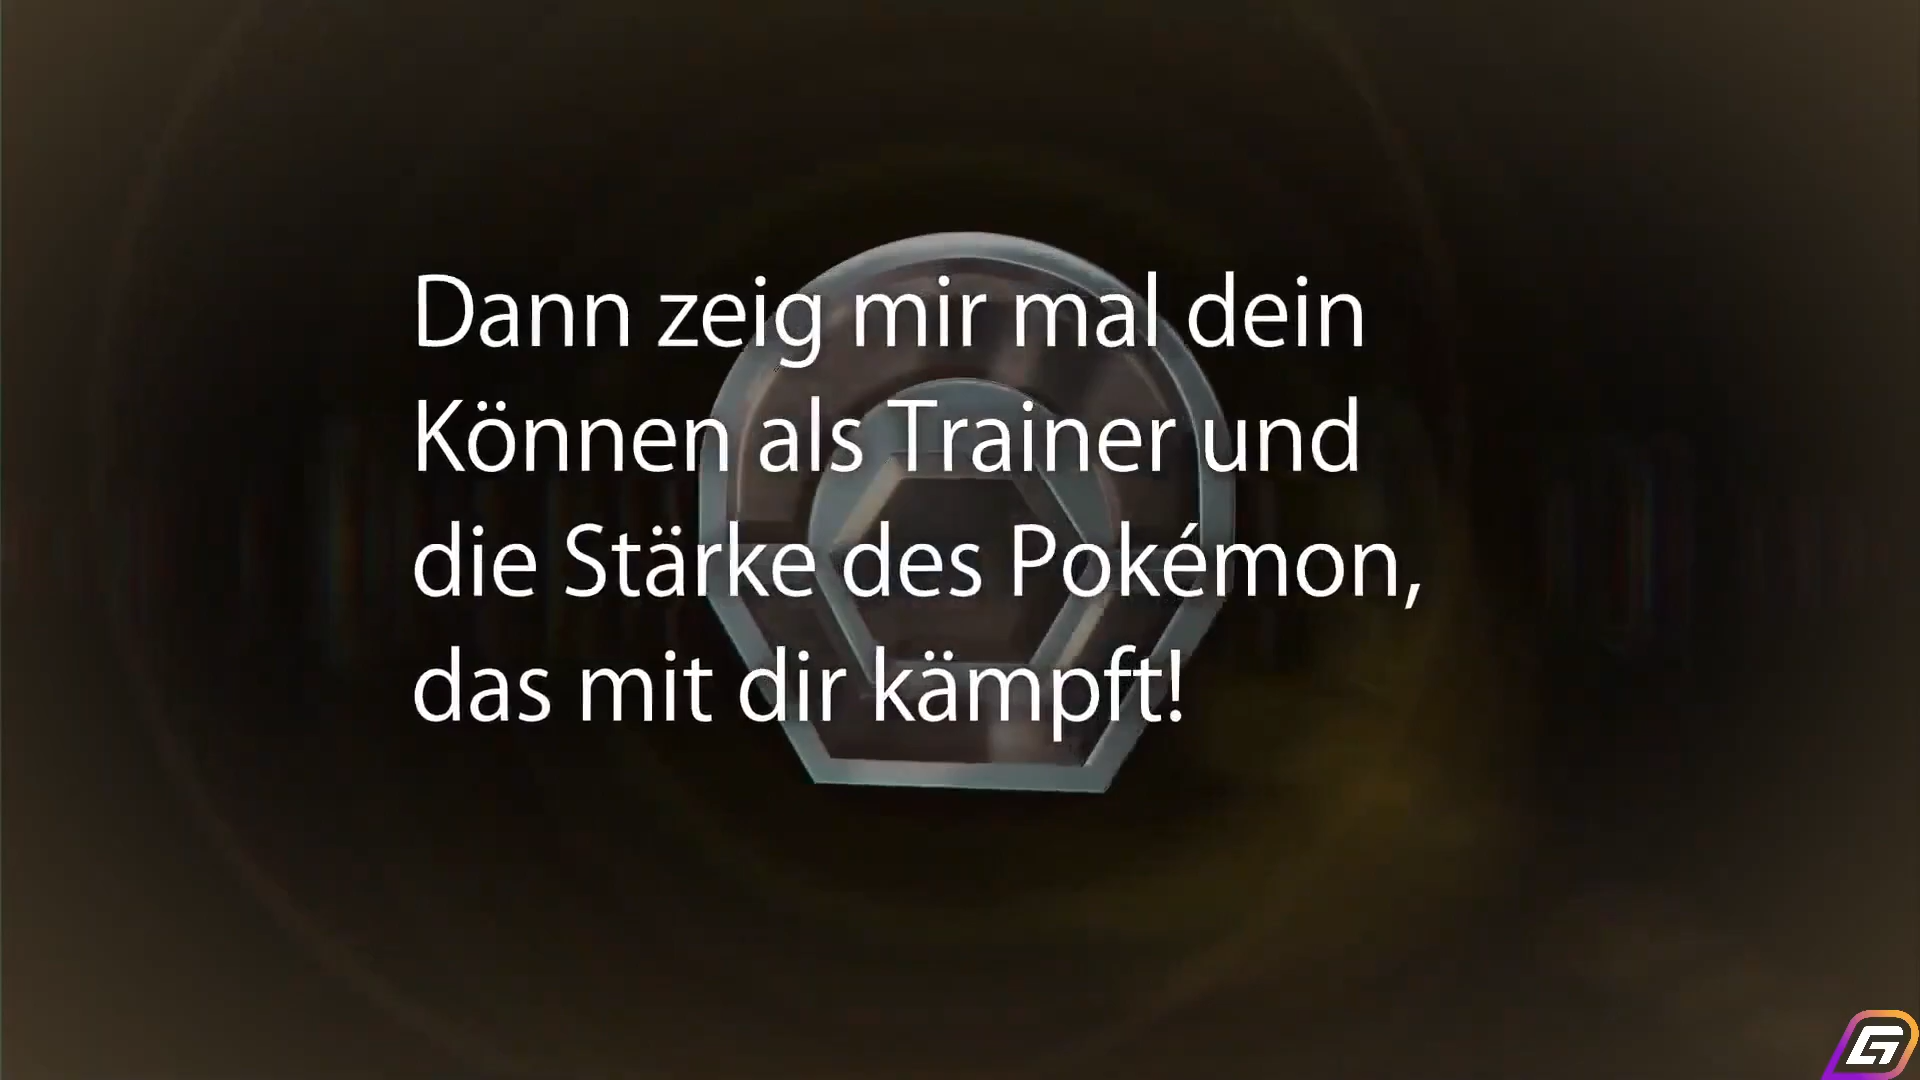 Dann zeig mir mal dein
Können als Trainer und
die Stärke des Pokémon,
das mit dir kämpft!